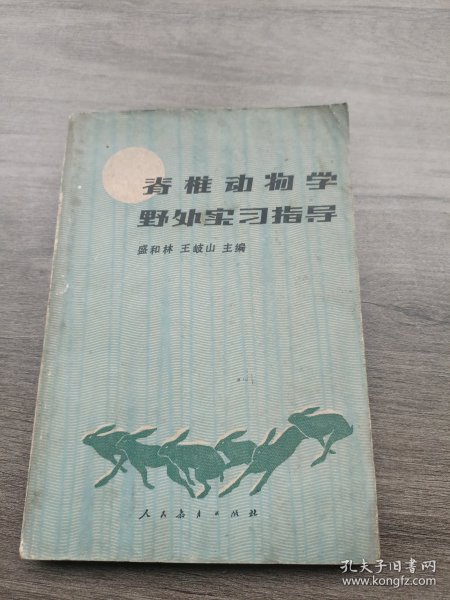 脊椎动物学
野外实习指导
盛和林 王岐山 主编
人民教育出版社
孔夫子旧书网
www.kongfz.com